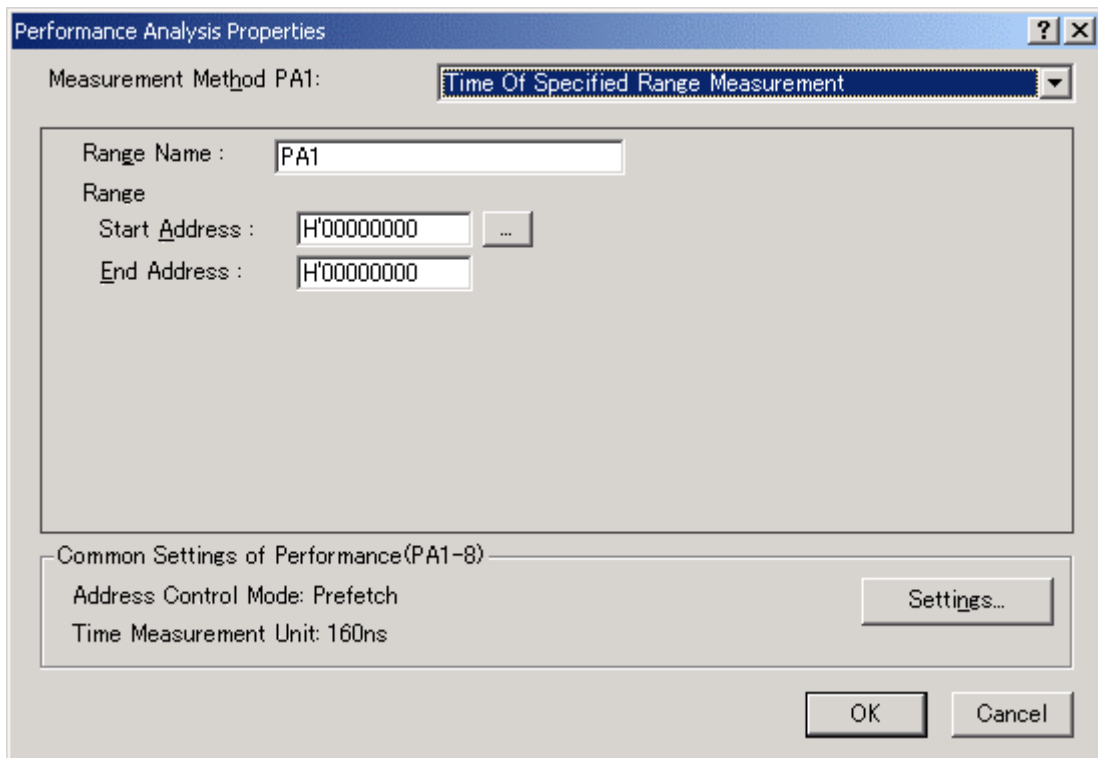 Performance Analysis Properties
Measurement Method PA1: Time Of Specified Range Measurement
Range Name : PA1
Range
Start Address : H'00000000 ...
End Address : H'00000000
Common Settings of Performance(PA1-8)
Address Control Mode: Prefetch
Settings...
Time Measurement Unit: 160ns
OK Cancel